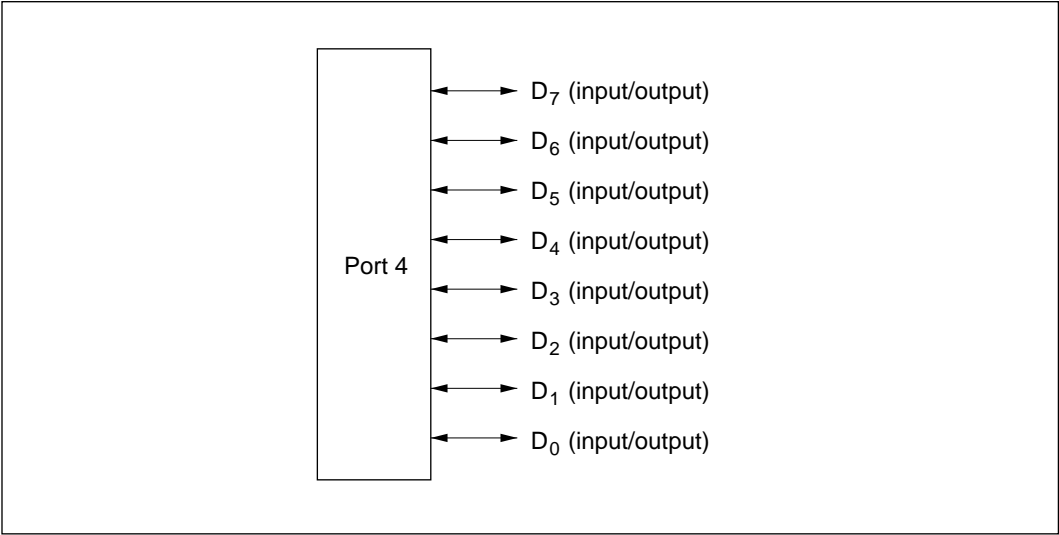 D7 (input/output)
D6 (input/output)
D5 (input/output)
D4 (input/output)
Port 4
D3 (input/output)
D2 (input/output)
D1 (input/output)
D0 (input/output)